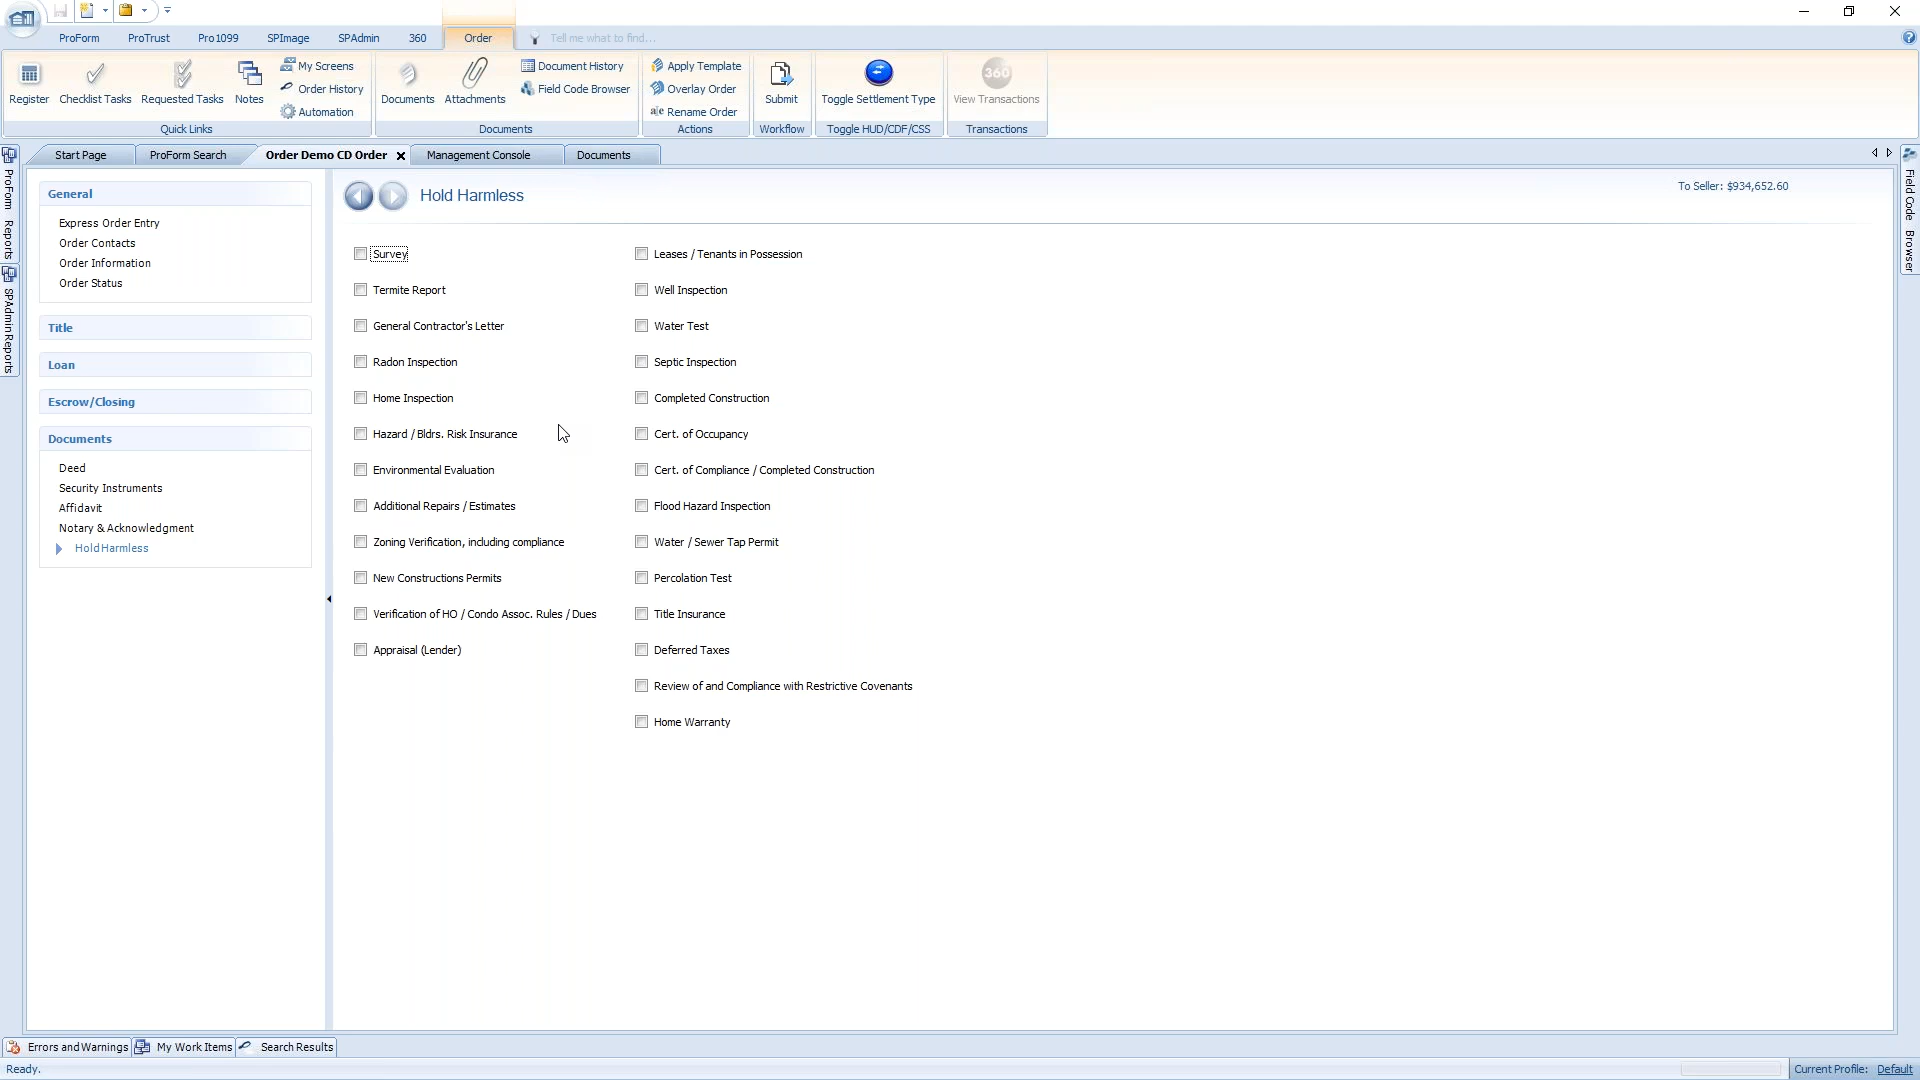 ProForm ProTrust Pro1099 SPImage SPAdmin 360 Order Tell me what to find...
Register Checklist Tasks Requested Tasks Notes
My Screens
Order History
Automation
Quick Links
Documents Attachments
Document History
Field Code Browser
Documents
Apply Template
Overlay Order
Rename Order
Actions
Submit
Workflow
Toggle Settlement Type
Toggle HUD/CDF/CSS
360
View Transactions
Transactions
Start Page ProForm Search Order Demo CD Order Management Console Documents
ProForm Reports
SPAdmin Reports
General
Express Order Entry
Order Contacts
Order Information
Order Status
Title
Loan
Escrow/Closing
Documents
Deed
Security Instruments
Affidavit
Notary & Acknowledgment
Hold Harmless
Hold Harmless
To Seller: $934,652.60
Survey
Termite Report
General Contractor's Letter
Radon Inspection
Home Inspection
Hazard / Bldrs. Risk Insurance
Environmental Evaluation
Additional Repairs / Estimates
Zoning Verification, including compliance
New Constructions Permits
Verification of HO / Condo Assoc. Rules / Dues
Appraisal (Lender)
Leases / Tenants in Possession
Well Inspection
Water Test
Septic Inspection
Completed Construction
Cert. of Occupancy
Cert. of Compliance / Completed Construction
Flood Hazard Inspection
Water / Sewer Tap Permit
Percolation Test
Title Insurance
Deferred Taxes
Review of and Compliance with Restrictive Covenants
Home Warranty
Field Code Browser
Errors and Warnings My Work Items Search Results
Ready.
Current Profile: Default